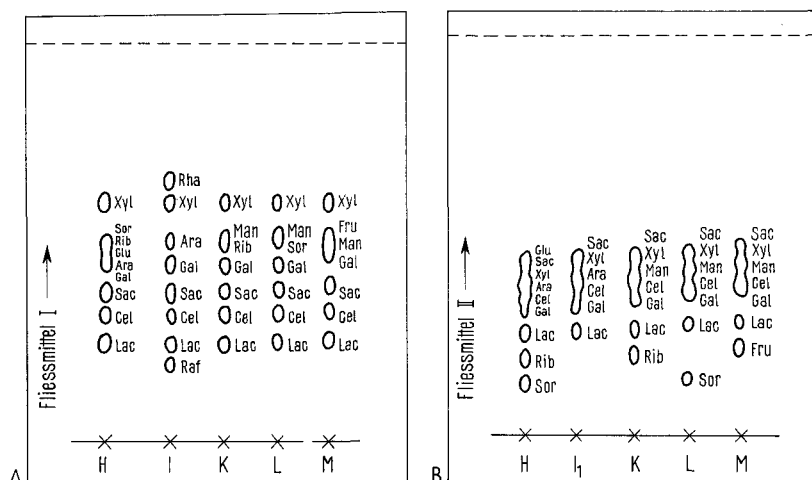 Fliessmittel I
Rha
Xyl
Xyl
Xyl
Xyl
Xyl
Sor
Rib
Glu
Ara
Gal
Ara
Gal
Man
Rib
Gal
Man
Sor
Gal
Fru
Man
Gal
Sac
Sac
Sac
Sac
Sac
Cel
Cel
Cel
Cel
Cel
Lac
Lac
Lac
Lac
Lac
Raf
H I K L M
A
Fliessmittel II
Glu
Sac
Xyl
Ara
Cel
Gal
Sac
Xyl
Ara
Cel
Gal
Sac
Xyl
Man
Cel
Gal
Sac
Xyl
Man
Cel
Gal
Sac
Xyl
Man
Cel
Gal
Lac
Lac
Lac
Lac
Lac
Rib
Rib
Fru
Sor
Sor
H I1 K L M
B